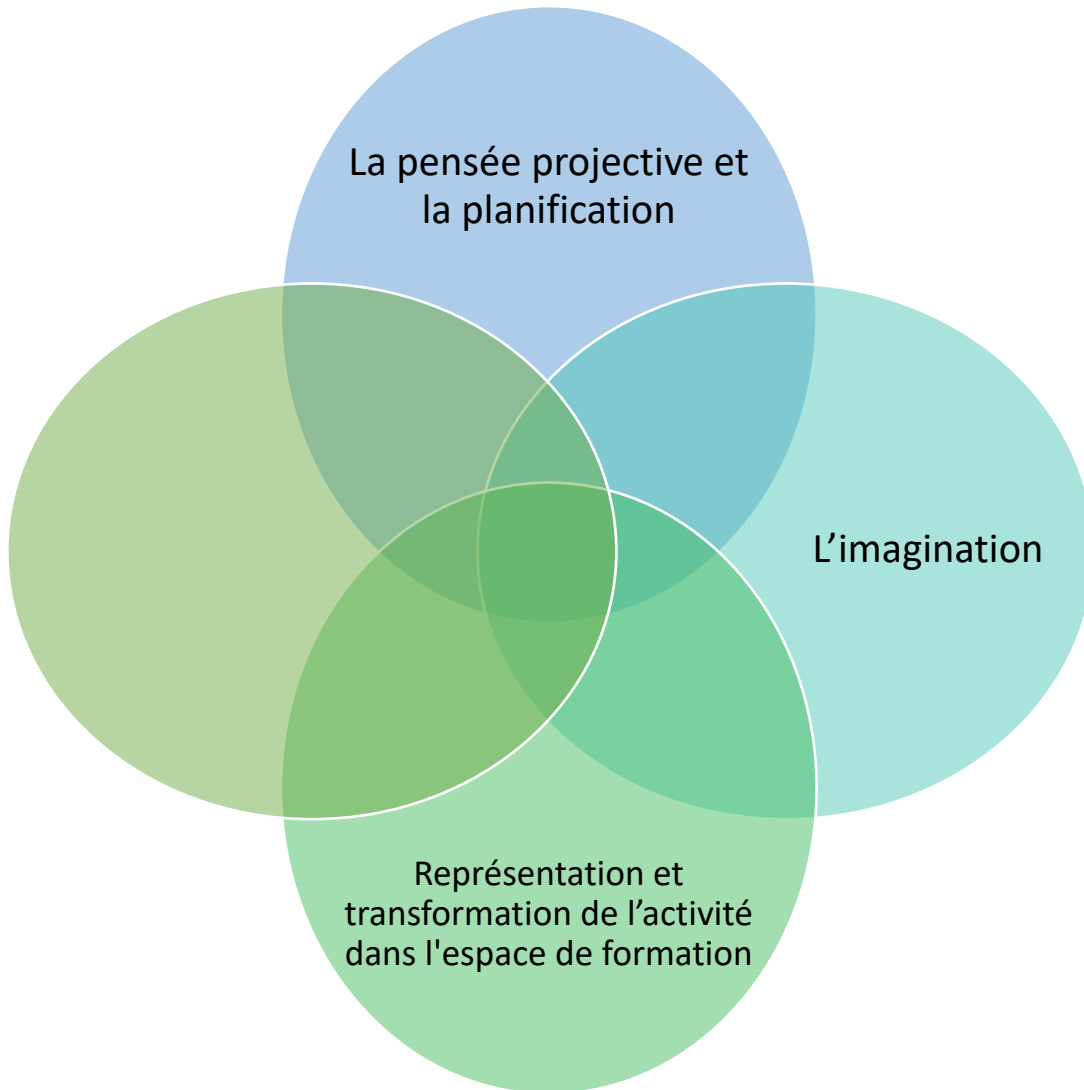 La pensée projective et
la planification
L’imagination
Représentation et
transformation de l’activité
dans l'espace de formation